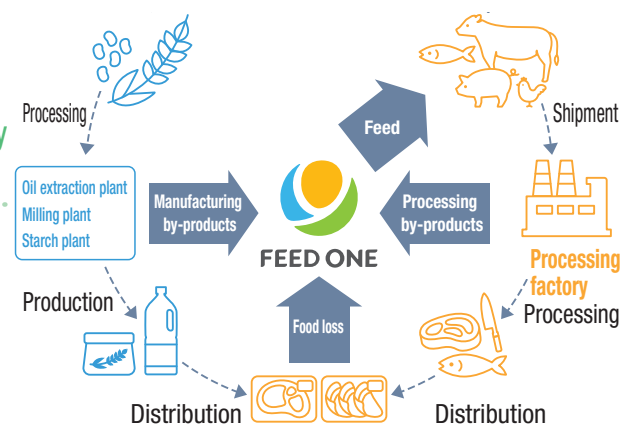 Processing
Shipment
Feed
y
Oil extraction plant
Milling plant
Starch plant
Manufacturing
by-products
Processing
by-products
FEED ONE
Processing
factory
Production
Processing
Food loss
Distribution
Distribution